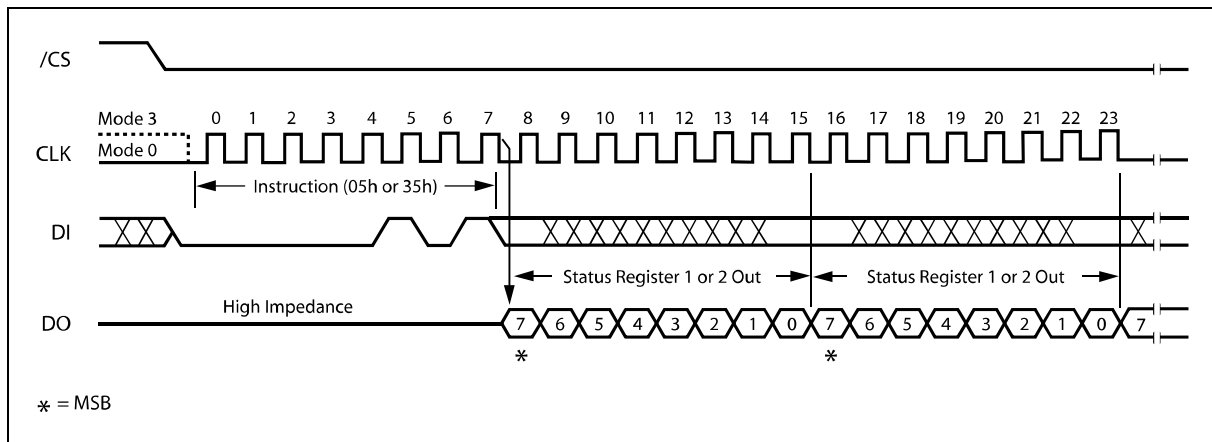 /CS
Mode 3
0 1 2 3 4 5 6 7 8 9 10 11 12 13 14 15 16 17 18 19 20 21 22 23
CLK
Mode 0
Instruction (05h or 35h)
DI
Status Register 1 or 2 Out Status Register 1 or 2 Out
High Impedance
DO
7 6 5 4 3 2 1 0 7 6 5 4 3 2 1 0 7
* *
* = MSB